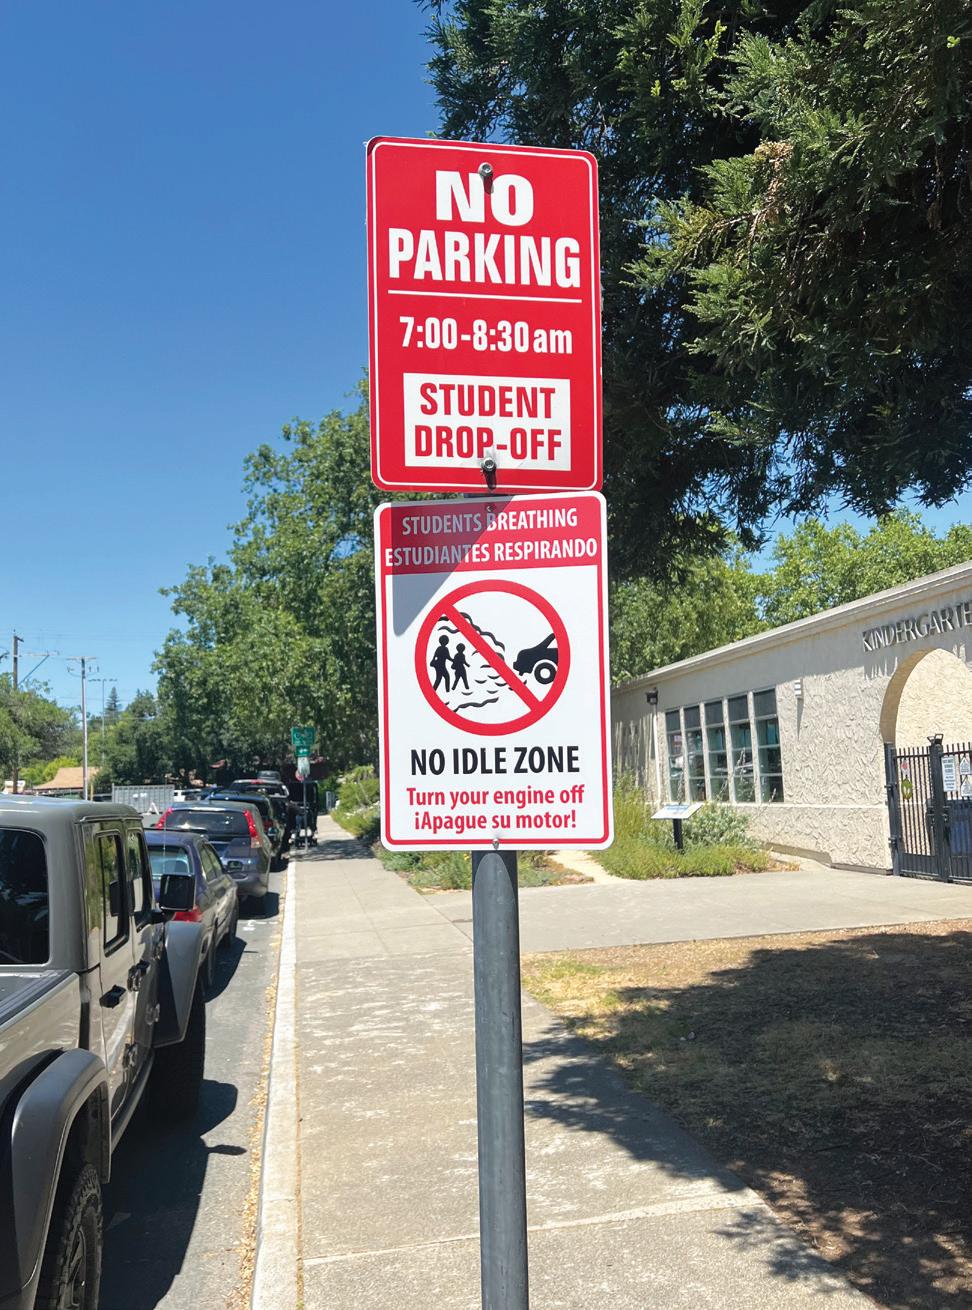 NO
PARKING
7:00-8:30am
STUDENT
DROP-OFF
STUDENTS BREATHING
ESTUDIANTES RESPIRANDO
NO IDLE ZONE
Turn your engine off
¡Apague su motor!
KINDERGARTE